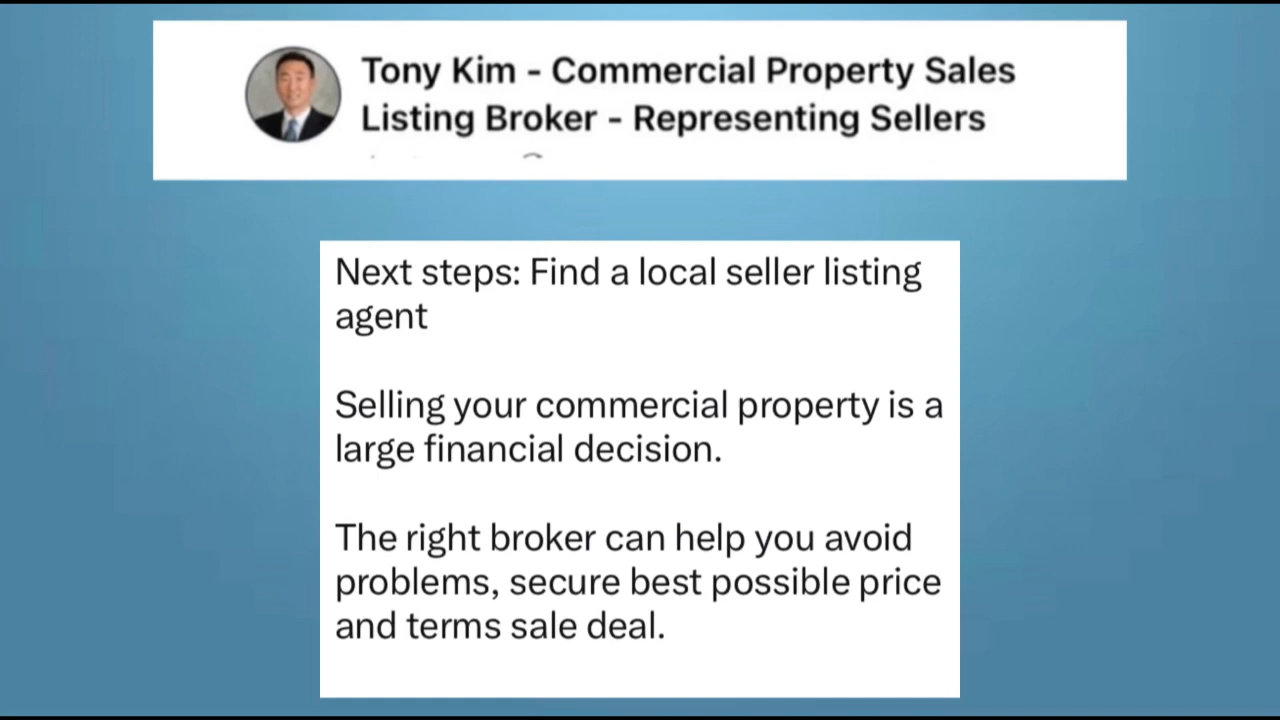 Tony Kim - Commercial Property Sales
Listing Broker - Representing Sellers
Next steps: Find a local seller listing
agent
Selling your commercial property is a
large financial decision.
The right broker can help you avoid
problems, secure best possible price
and terms sale deal.